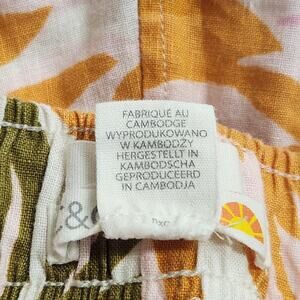 FABRIQUÉ AU
CAMBODGE
WYPRODUKOWANO
W KAMBODŻY
HERGESTELLT IN
KAMBODSCHA
GEPRODUCEERD
IN CAMBODJA